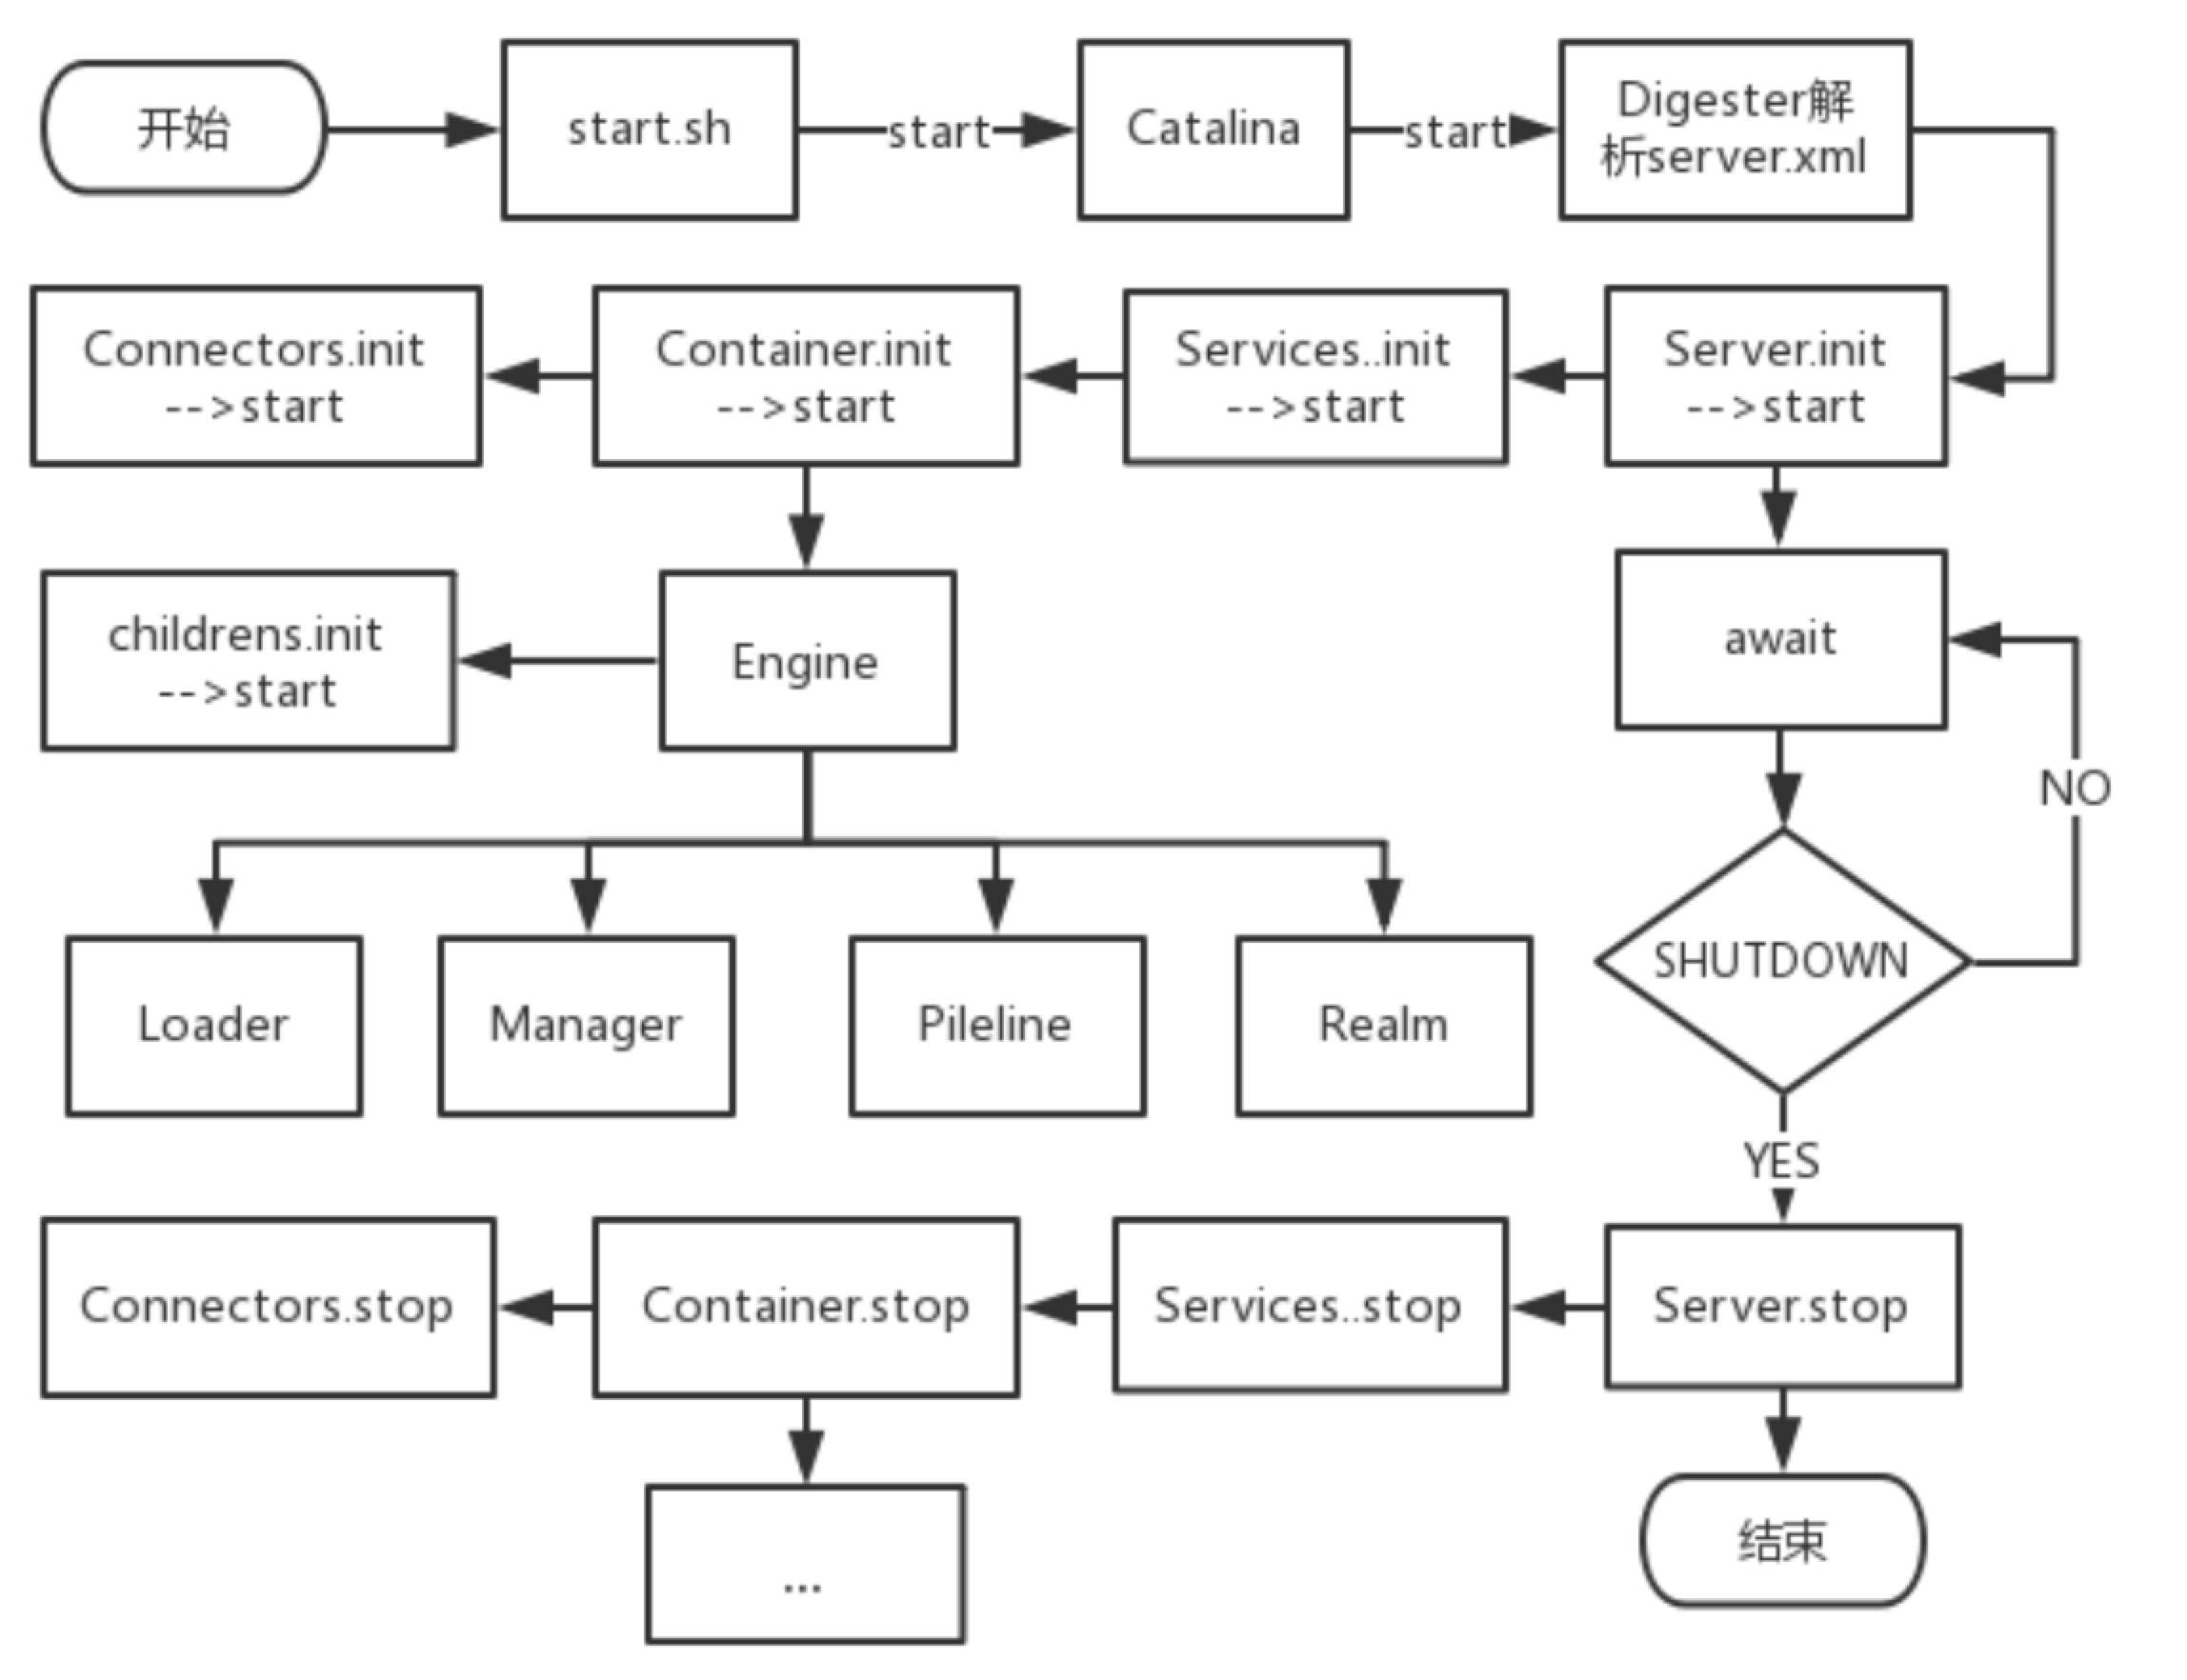 开始
start.sh
start
Catalina
start
Digester解
析server.xml
Connectors.init
-->start
Container.init
-->start
Services..init
-->start
Server.init
-->start
childrens.init
-->start
Engine
await
NO
Loader
Manager
Pileline
Realm
SHUTDOWN
YES
Connectors.stop
Container.stop
Services..stop
Server.stop
...
结束